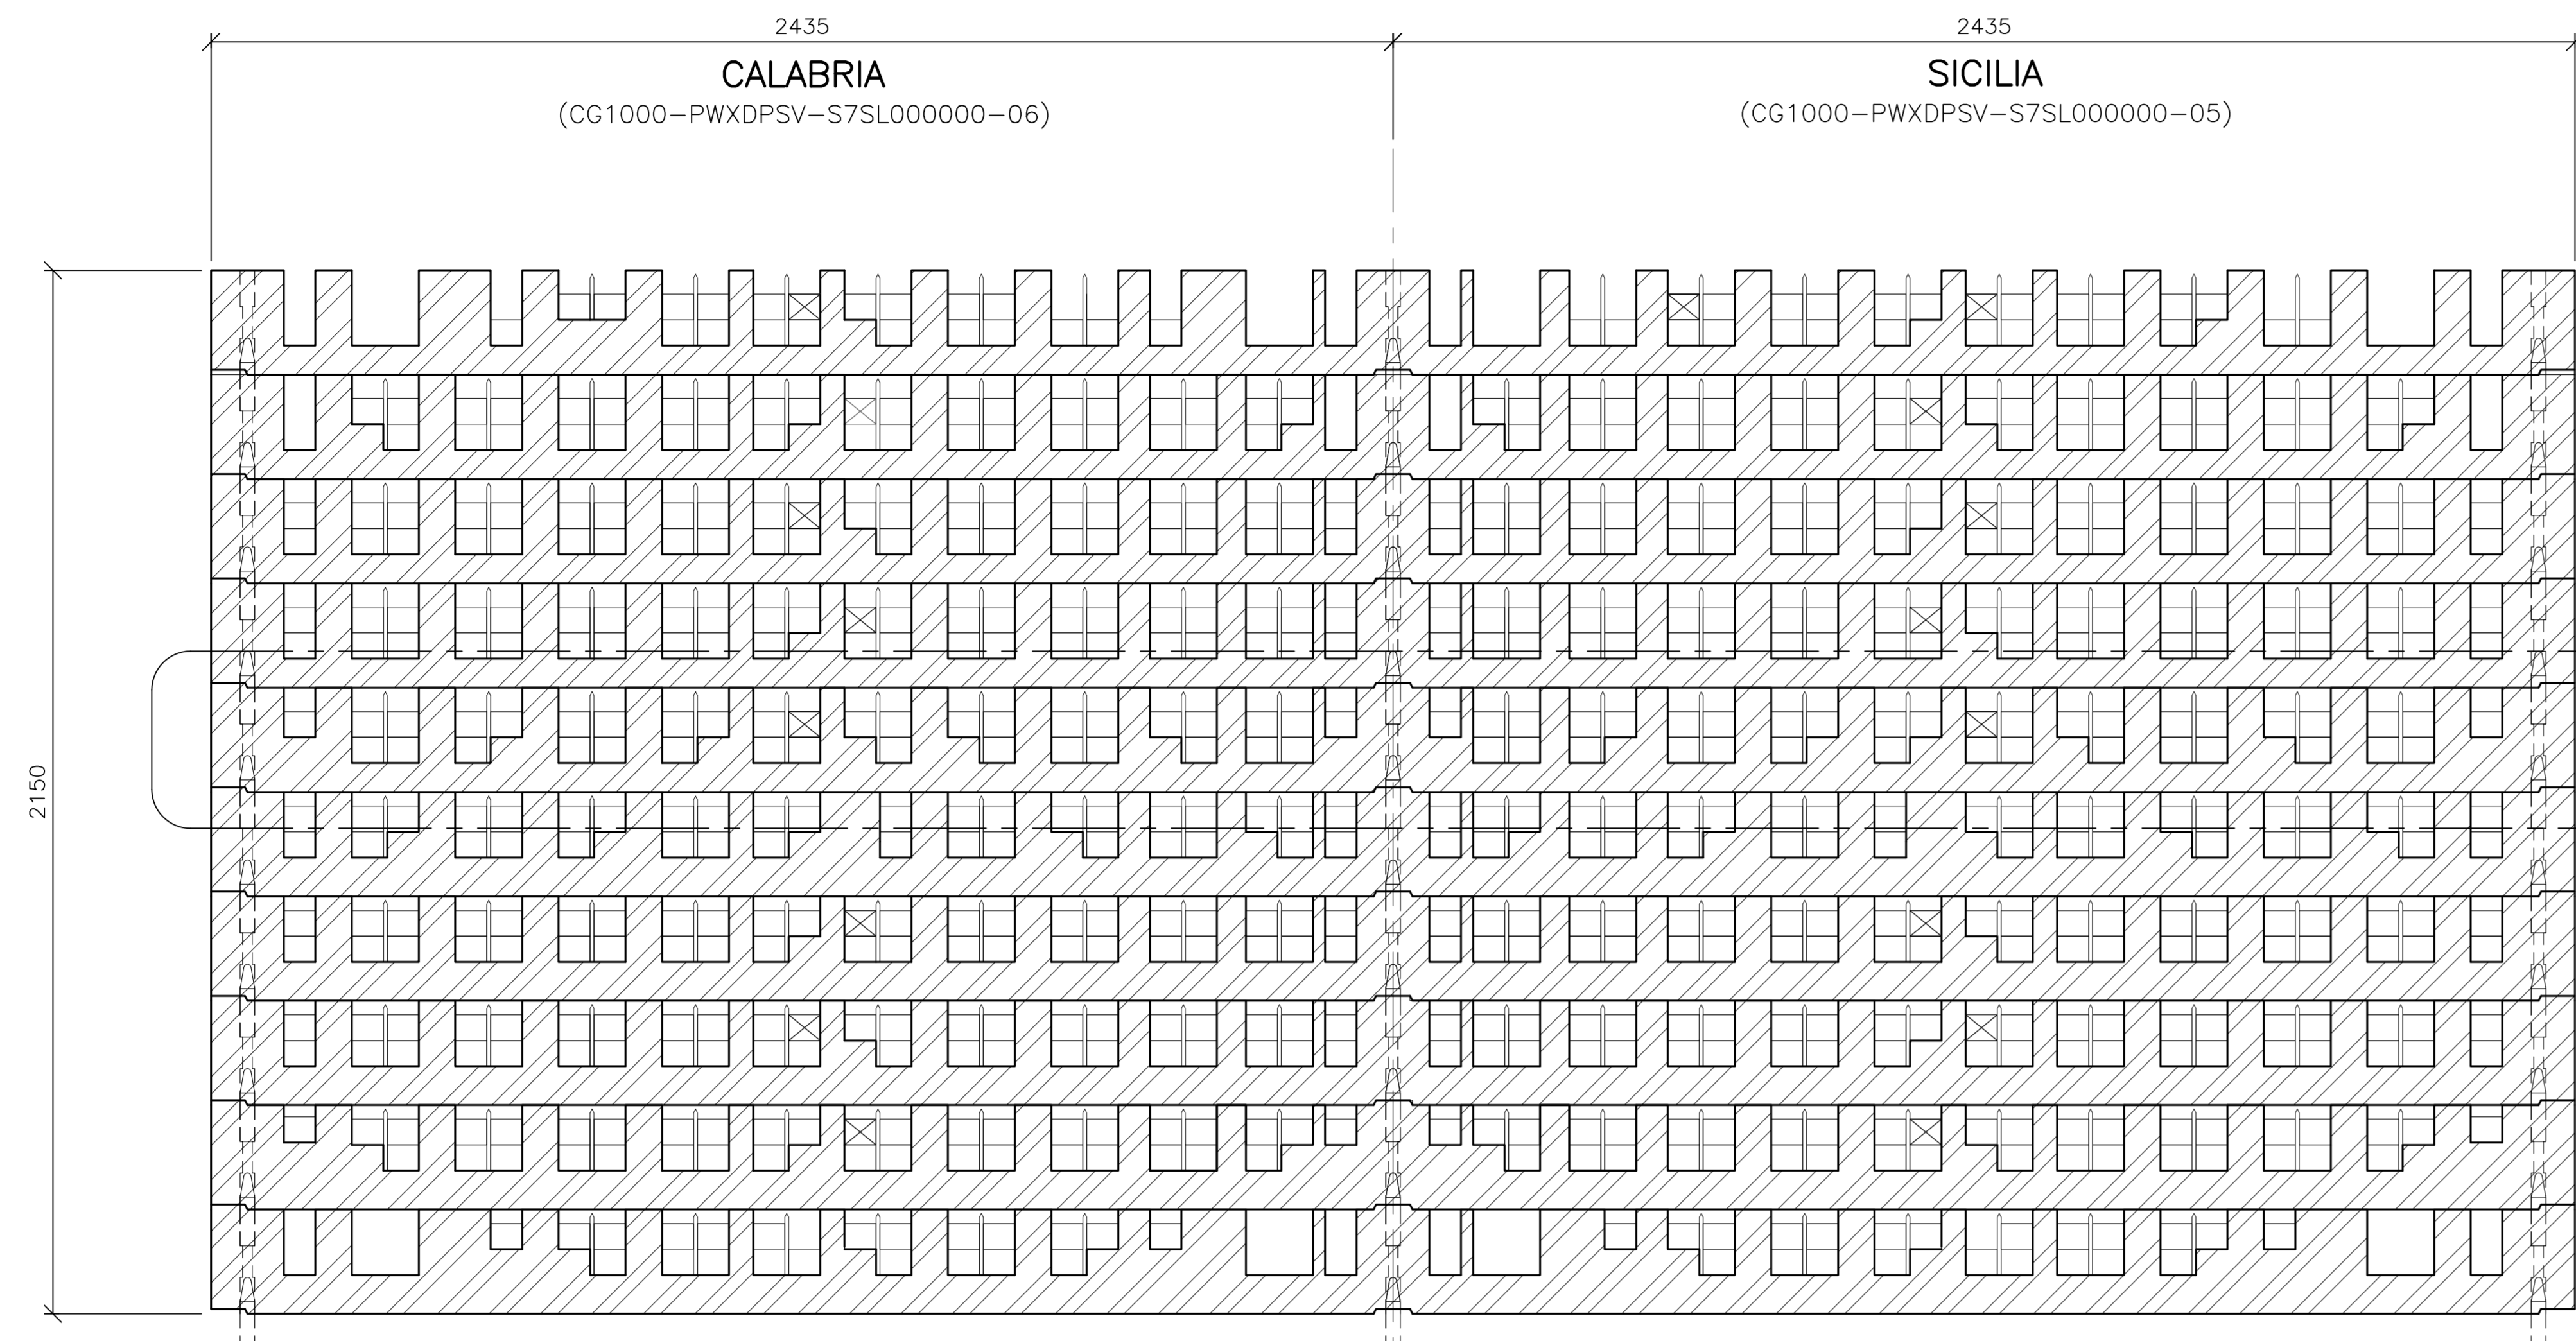 2435
2435
CALABRIA
SICILIA
(CG1000-PWXDPSV-S7SL000000-06)
(CG1000-PWXDPSV-S7SL000000-05)
2150